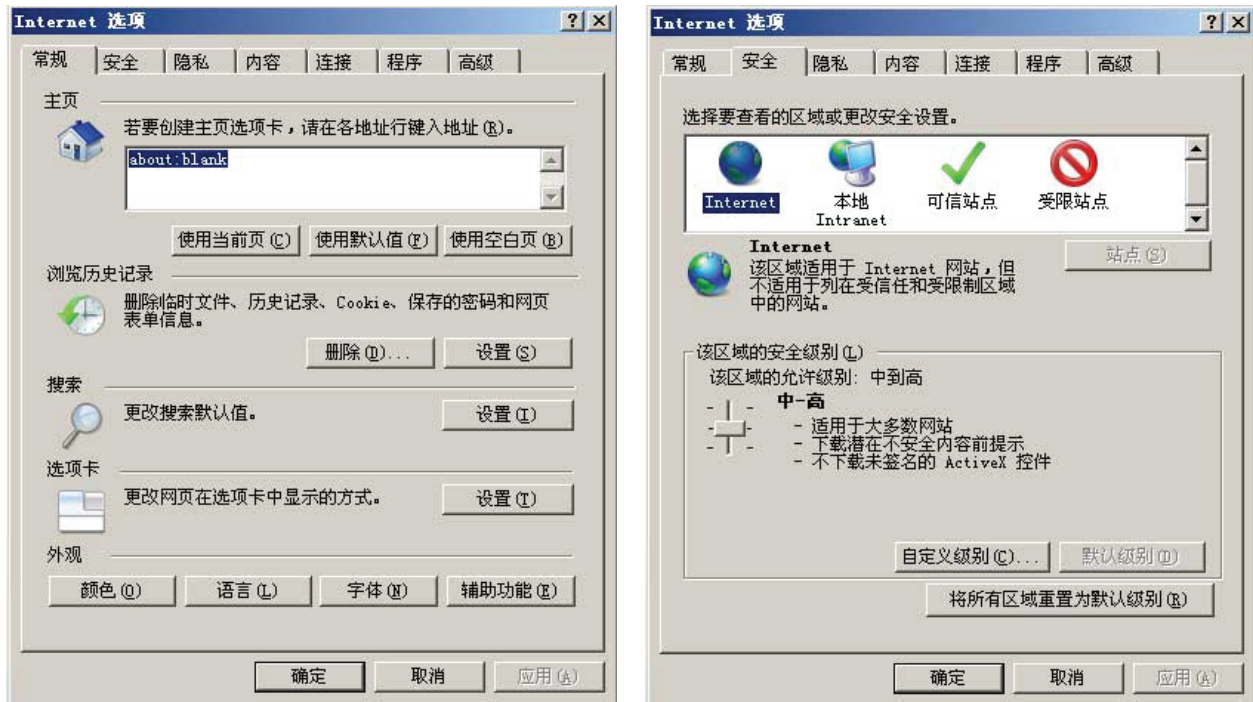 Internet 选项
常规 安全 隐私 内容 连接 程序 高级
主页
若要创建主页选项卡，请在各地址行键入地址(R)。
about:blank
使用当前页(C) 使用默认值(F) 使用空白页(B)
浏览历史记录
删除临时文件、历史记录、Cookie、保存的密码和网页
表单信息。
删除(D)... 设置(S)
搜索
更改搜索默认值。 设置(I)
选项卡
更改网页在选项卡中显示的方式。 设置(T)
外观
颜色(O) 语言(L) 字体(N) 辅助功能(E)
确定 取消 应用(A)
Internet 选项
常规 安全 隐私 内容 连接 程序 高级
选择要查看的区域或更改安全设置。
Internet 本地 可信站点 受限站点
Intranet
Internet
站点(S)
该区域适用于 Internet 网站，但
不适用于列在受信任和受限制区域
中的网站。
该区域的安全级别(L)
该区域的允许级别: 中到高
中-高
- 适用于大多数网站
- 下载潜在不安全内容前提示
- 不下载未签名的 ActiveX 控件
自定义级别(C)... 默认级别(D)
将所有区域重置为默认级别(R)
确定 取消 应用(A)